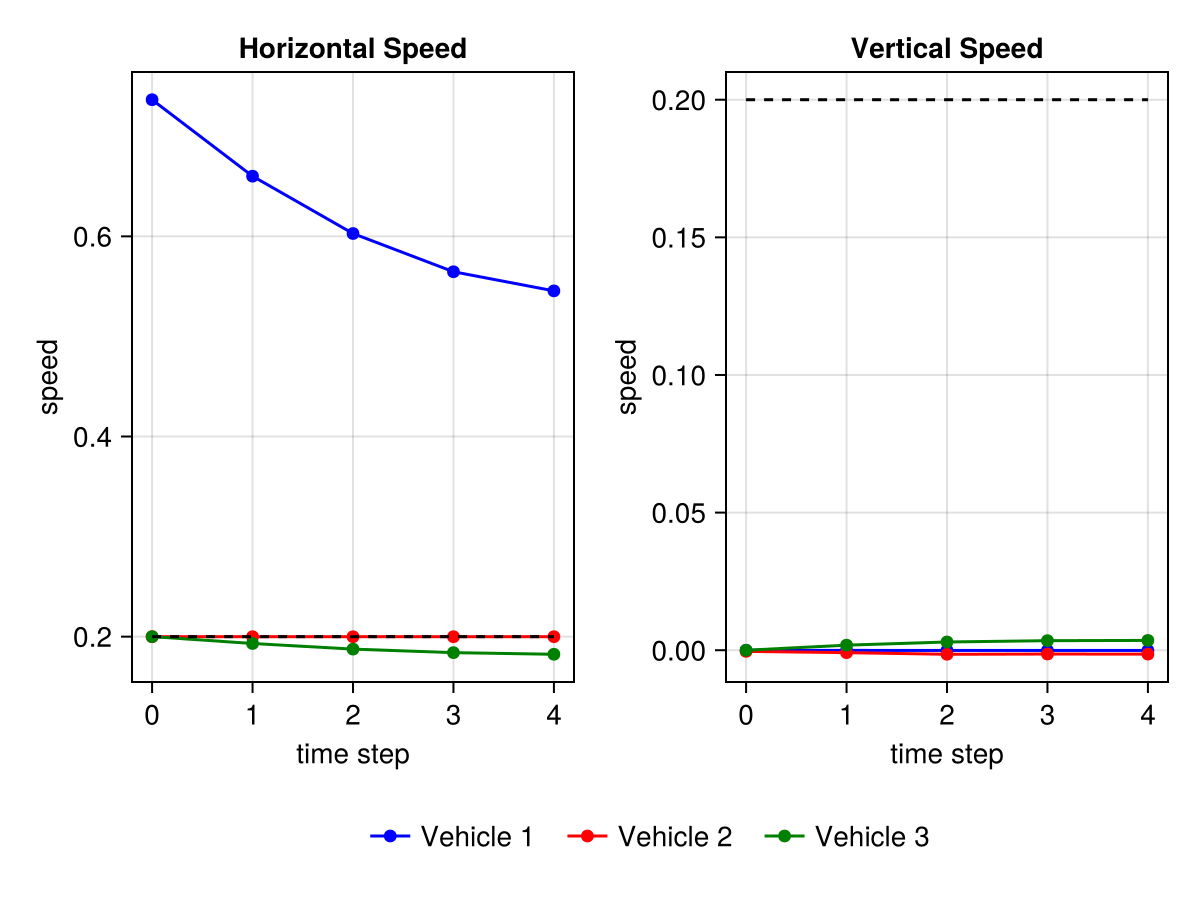 Horizontal Speed
speed
0.6
0.4
0.2
0 1 2 3 4
time step
Vertical Speed
speed
0.20
0.15
0.10
0.05
0.00
0 1 2 3 4
time step
Vehicle 1 Vehicle 2 Vehicle 3